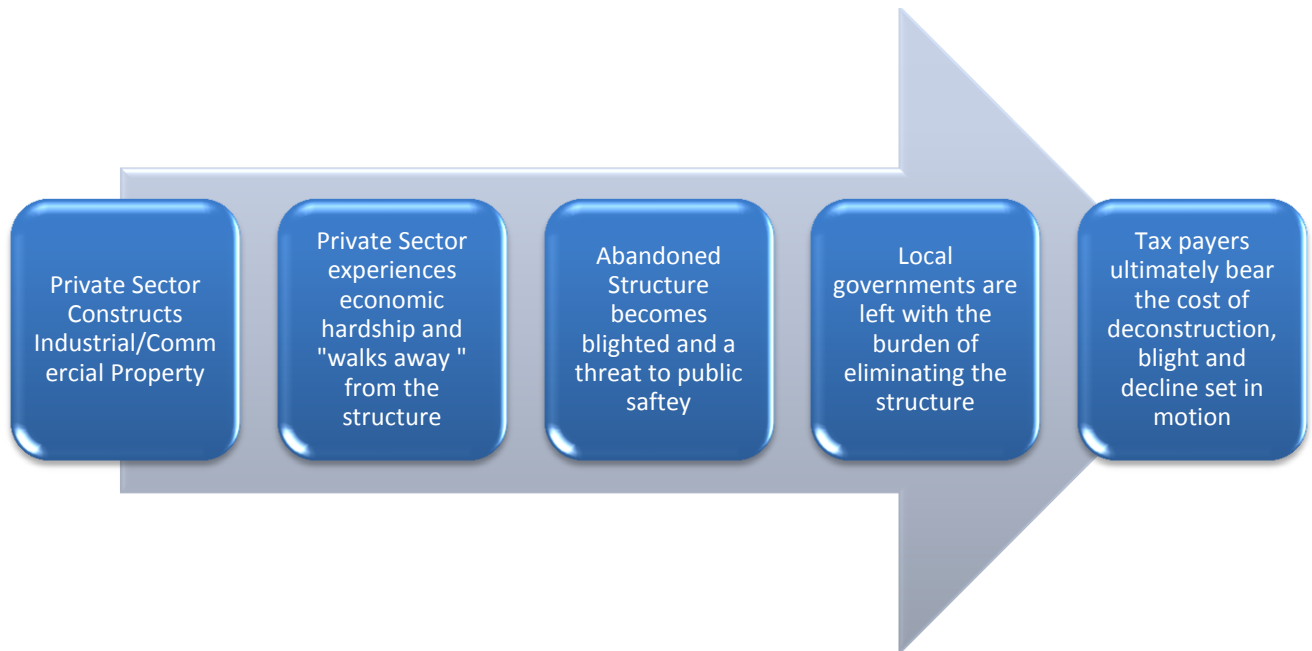 Private Sector
Constructs
Industrial/Comm
ercial Property
Private Sector
experiences
economic
hardship and
"walks away "
from the
structure
Abandoned
Structure
becomes
blighted and a
threat to public
saftey
Local
governments are
left with the
burden of
eliminating the
structure
Tax payers
ultimately bear
the cost of
deconstruction,
blight and
decline set in
motion